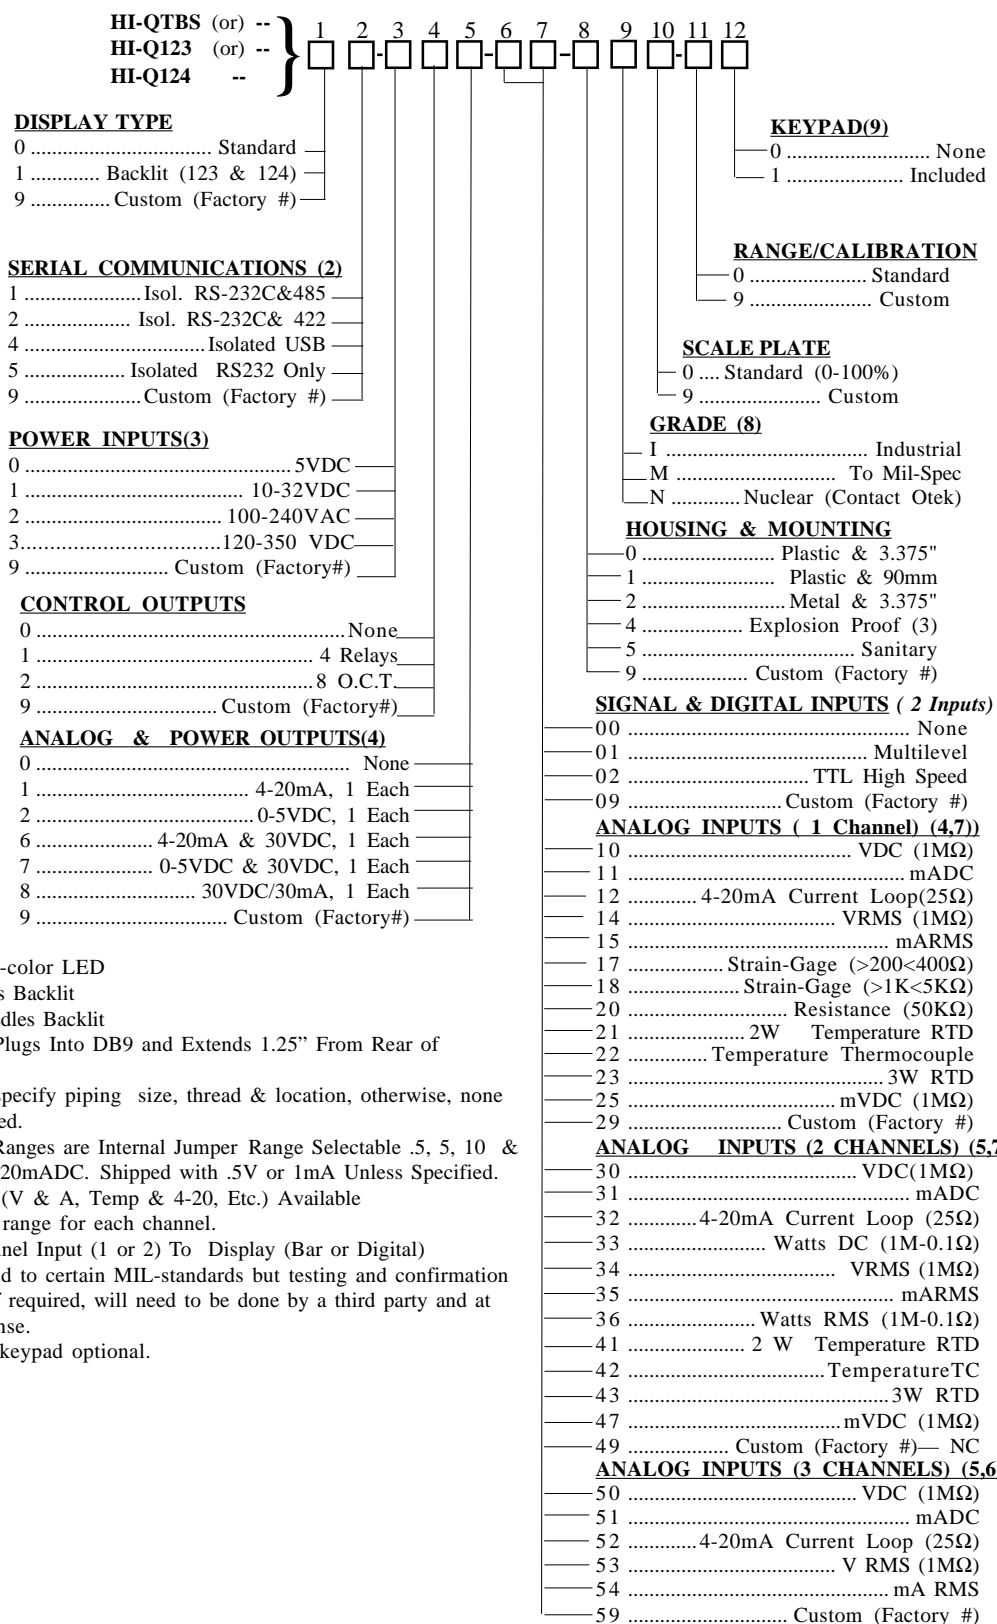 HI-QTBS (or) --
HI-Q123 (or) --
HI-Q124 --
1 2 - 3 4 5 - 6 7 - 8 9 10 - 11 12
DISPLAY TYPE
0 .................................. Standard
1 ............. Backlit (123 & 124)
9 ............... Custom (Factory #)
SERIAL COMMUNICATIONS (2)
1 ......................Isol. RS-232C&485
2 .................... Isol. RS-232C& 422
4 ..................................Isolated USB
5 ................... Isolated RS232 Only
9 ......................Custom (Factory #)
POWER INPUTS(3)
0 ..................................................5VDC
1 ......................................... 10-32VDC
2 ..................................... 100-240VAC
3......................................120-350 VDC
9 ........................... Custom (Factory#)
CONTROL OUTPUTS
0 ..........................................................None
1 .................................................... 4 Relays
2 ....................................................8 O.C.T.
9 ..................................Custom (Factory#)
ANALOG & POWER OUTPUTS(4)
0 ........................................................... None
1 ........................................ 4-20mA, 1 Each
2 .........................................0-5VDC, 1 Each
6 ...................... 4-20mA & 30VDC, 1 Each
7 ...................... 0-5VDC & 30VDC, 1 Each
8 .............................. 30VDC/30mA, 1 Each
9 .................................... Custom (Factory#)
-color LED
s Backlit
dles Backlit
Plugs Into DB9 and Extends 1.25” From Rear of
specify piping size, thread & location, otherwise, none
ed.
Ranges are Internal Jumper Range Selectable .5, 5, 10 &
20mADC. Shipped with .5V or 1mA Unless Specified.
(V & A, Temp & 4-20, Etc.) Available
range for each channel.
nel Input (1 or 2) To Display (Bar or Digital)
d to certain MIL-standards but testing and confirmation
f required, will need to be done by a third party and at
nse.
keypad optional.
KEYPAD(9)
0 ........................... None
1 ...................... Included
RANGE/CALIBRATION
0 ...................... Standard
9 ....................... Custom
SCALE PLATE
0 .... Standard (0-100%)
9 ....................... Custom
GRADE (8)
I ...................................... Industrial
M .............................. To Mil-Spec
N .............Nuclear (Contact Otek)
HOUSING & MOUNTING
0 ......................... Plastic & 3.375"
1 ......................... Plastic & 90mm
2 ...........................Metal & 3.375"
4 ................... Explosion Proof (3)
5 ........................................ Sanitary
9 .................... Custom (Factory #)
SIGNAL & DIGITAL INPUTS ( 2 Inputs)
00 ..................................................... None
01 .............................................. Multilevel
02 .................................. TTL High Speed
09 .............................Custom (Factory #)
ANALOG INPUTS ( 1 Channel) (4,7))
10 .......................................... VDC (1MΩ)
11 .................................................... mADC
12 .............4-20mA Current Loop(25Ω)
14 ....................................... VRMS (1MΩ)
15 ................................................. mARMS
17 ..................Strain-Gage (>200<400Ω)
18 .....................Strain-Gage (>1K<5KΩ)
20 .............................. Resistance (50KΩ)
21 ......................2W Temperature RTD
22 ...............Temperature Thermocouple
23 ................................................ 3W RTD
25 .......................................mVDC (1MΩ)
29 ............................. Custom (Factory #)
ANALOG INPUTS (2 CHANNELS) (5,7
30 ...........................................VDC(1MΩ)
31 ..................................................... mADC
32 .............4-20mA Current Loop (25Ω)
33 .......................... Watts DC (1M-0.1Ω)
34 ....................................... VRMS (1MΩ)
35 .................................................. mARMS
36 ........................Watts RMS (1M-0.1Ω)
41 ...................... 2 W Temperature RTD
42 .....................................TemperatureTC
43 .................................................3W RTD
47 ........................................mVDC (1MΩ)
49 ................... Custom (Factory #)— NC
ANALOG INPUTS (3 CHANNELS) (5,6
50 ........................................... VDC (1MΩ)
51 ..................................................... mADC
52 .............4-20mA Current Loop (25Ω)
53 ....................................... V RMS (1MΩ)
54 ................................................. mA RMS
59 .............................. Custom (Factory #)